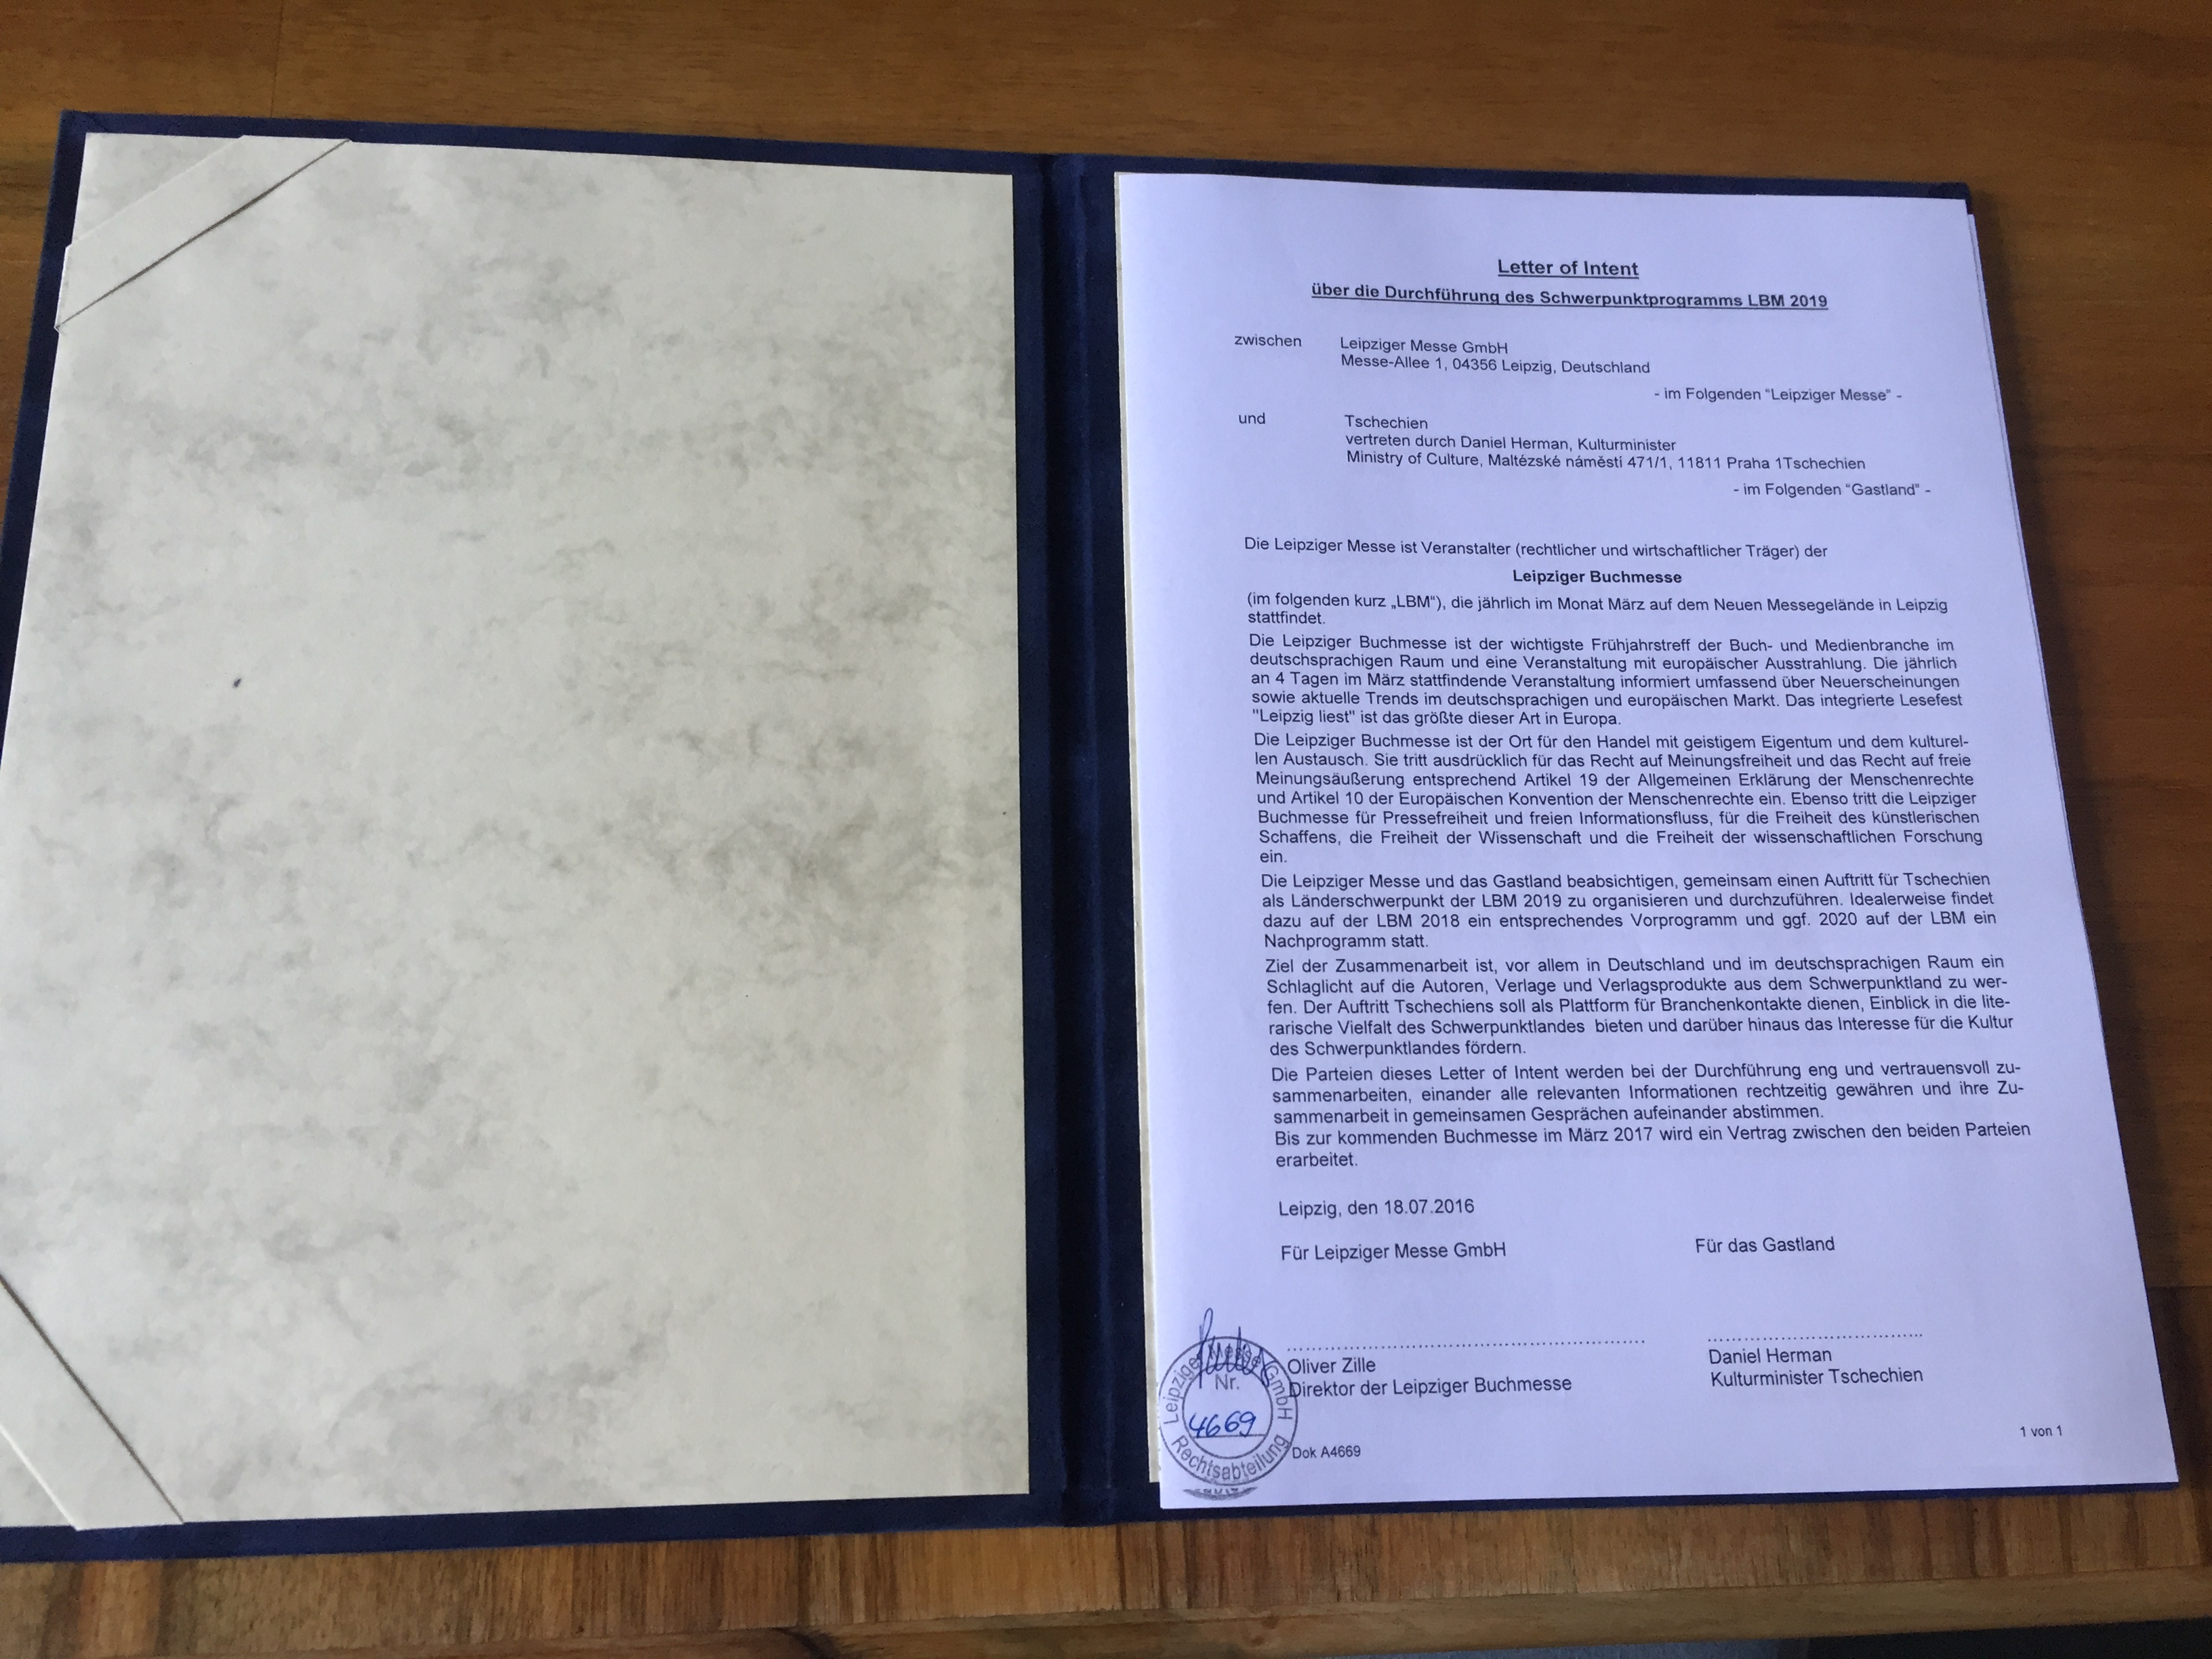 Letter of Intent
über die Durchführung des Schwerpunktprogramms LBM 2019
zwischen
Leipziger Messe GmbH
Messe-Allee 1, 04356 Leipzig, Deutschland
- im Folgenden "Leipziger Messe" -
und
Tschechien
vertreten durch Daniel Herman, Kulturminister
Ministry of Culture, Maltézské náměstí 471/1, 11811 Praha 1Tschechien
- im Folgenden "Gastland" -
Die Leipziger Messe ist Veranstalter (rechtlicher und wirtschaftlicher Träger) der
Leipziger Buchmesse
(im folgenden kurz „LBM“), die jährlich im Monat März auf dem Neuen Messegelände in Leipzig
stattfindet.
Die Leipziger Buchmesse ist der wichtigste Frühjahrstreff der Buch- und Medienbranche im
deutschsprachigen Raum und eine Veranstaltung mit europäischer Ausstrahlung. Die jährlich
an 4 Tagen im März stattfindende Veranstaltung informiert umfassend über Neuerscheinungen
sowie aktuelle Trends im deutschsprachigen und europäischen Markt. Das integrierte Lesefest
"Leipzig liest" ist das größte dieser Art in Europa.
Die Leipziger Buchmesse ist der Ort für den Handel mit geistigem Eigentum und dem kulturel-
len Austausch. Sie tritt ausdrücklich für das Recht auf Meinungsfreiheit und das Recht auf freie
Meinungsäußerung entsprechend Artikel 19 der Allgemeinen Erklärung der Menschenrechte
und Artikel 10 der Europäischen Konvention der Menschenrechte ein. Ebenso tritt die Leipziger
Buchmesse für Pressefreiheit und freien Informationsfluss, für die Freiheit des künstlerischen
Schaffens, die Freiheit der Wissenschaft und die Freiheit der wissenschaftlichen Forschung
ein.
Die Leipziger Messe und das Gastland beabsichtigen, gemeinsam einen Auftritt für Tschechien
als Länderschwerpunkt der LBM 2019 zu organisieren und durchzuführen. Idealerweise findet
dazu auf der LBM 2018 ein entsprechendes Vorprogramm und ggf. 2020 auf der LBM ein
Nachprogramm statt.
Ziel der Zusammenarbeit ist, vor allem in Deutschland und im deutschsprachigen Raum ein
Schlaglicht auf die Autoren, Verlage und Verlagsprodukte aus dem Schwerpunktland zu wer-
fen. Der Auftritt Tschechiens soll als Plattform für Branchenkontakte dienen, Einblick in die lite-
rarische Vielfalt des Schwerpunktlandes bieten und darüber hinaus das Interesse für die Kultur
des Schwerpunktlandes fördern.
Die Parteien dieses Letter of Intent werden bei der Durchführung eng und vertrauensvoll zu-
sammenarbeiten, einander alle relevanten Informationen rechtzeitig gewähren und ihre Zu-
sammenarbeit in gemeinsamen Gesprächen aufeinander abstimmen.
Bis zur kommenden Buchmesse im März 2017 wird ein Vertrag zwischen den beiden Parteien
erarbeitet.
Leipzig, den 18.07.2016
Für Leipziger Messe GmbH
Für das Gastland
Oliver Zille
Direktor der Leipziger Buchmesse
Daniel Herman
Kulturminister Tschechien
Leipziger Messe GmbH
Nr.
4669
Rechtsabteilung
Dok A4669
1 von 1